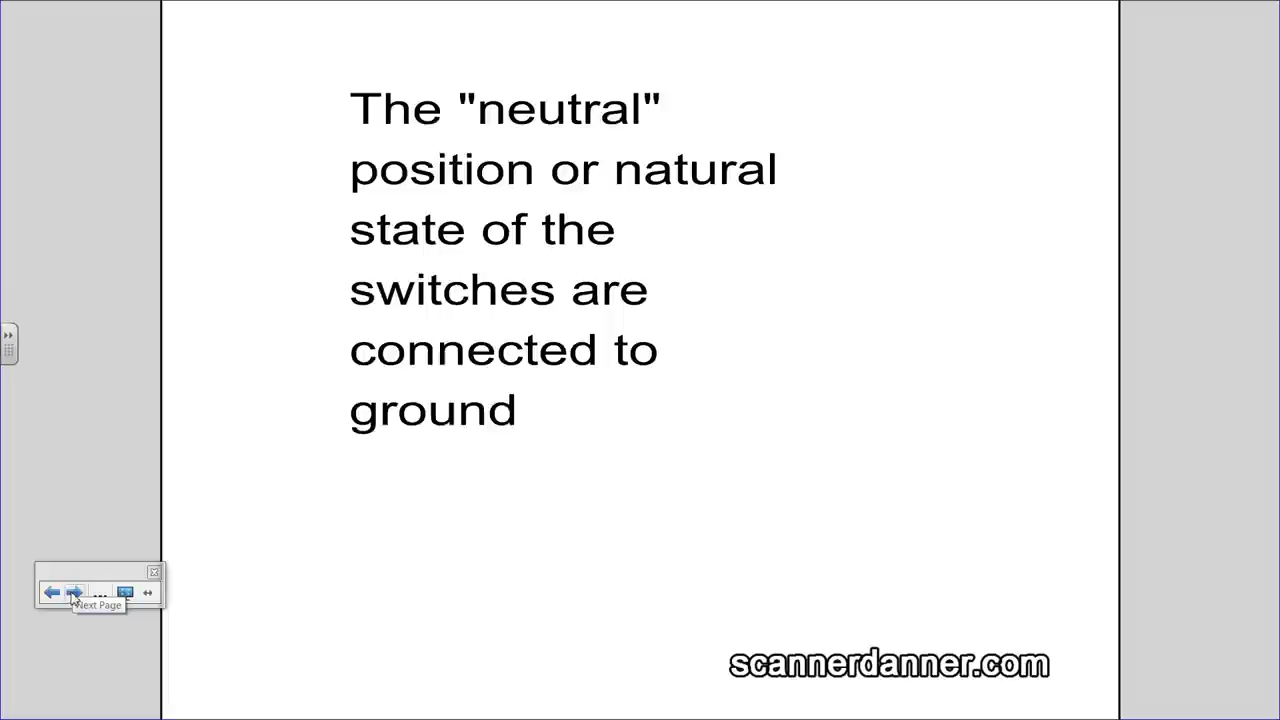 The "neutral"
position or natural
state of the
switches are
connected to
ground
Next Page
scannerdanner.com